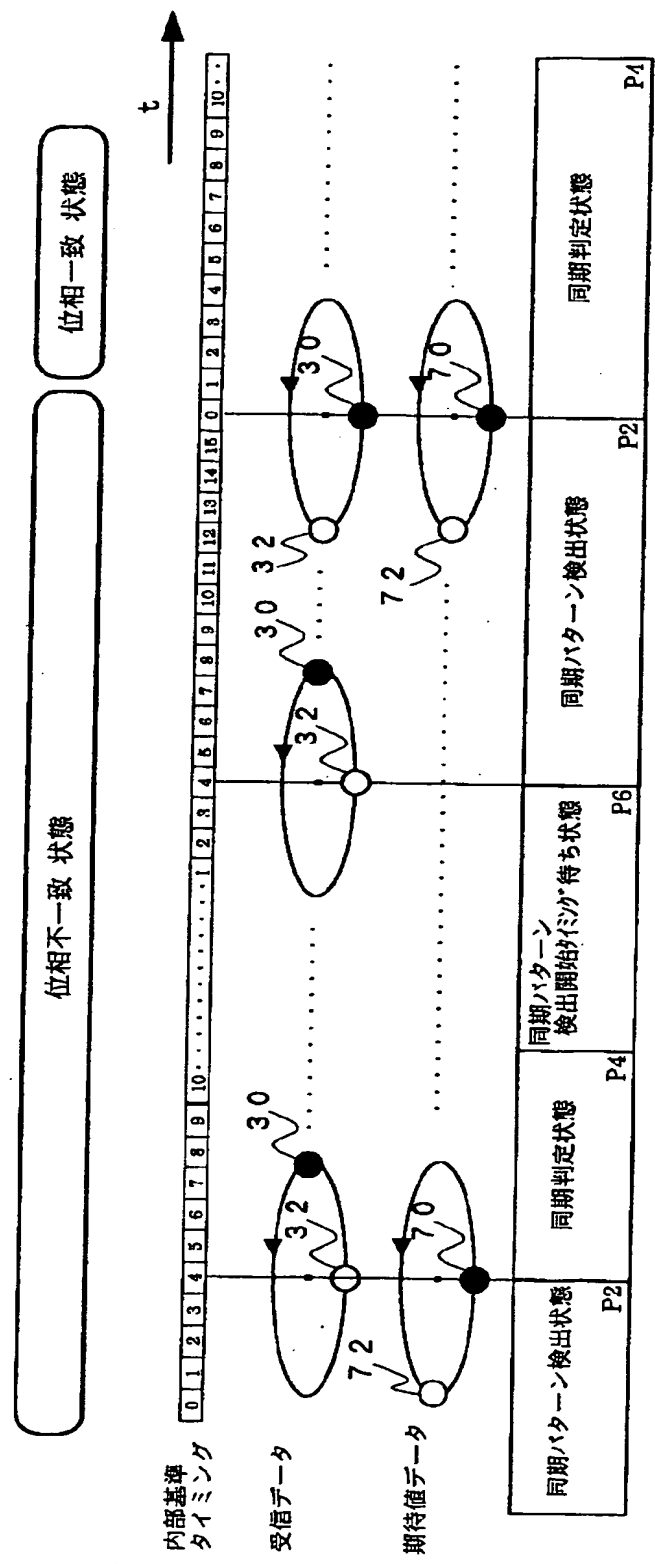 位相不一致 状態
位相一致 状態
t
内部基準
タイミング
0 1 2 3 4 5 6 7 8 9 10 ・・・・・・・・ 1 2 3 4 5 6 7 8 9 10 11 12 13 14 15 0 1 2 3 4 5 6 7 8 9 10 ・・
受信データ
32
30
32
30
32
30
期待値データ
72
70
72
70
同期パターン検出状態
P2
同期判定状態
P4
同期パターン
検出開始タイミング待ち状態
P6
同期パターン検出状態
P2
同期判定状態
P4